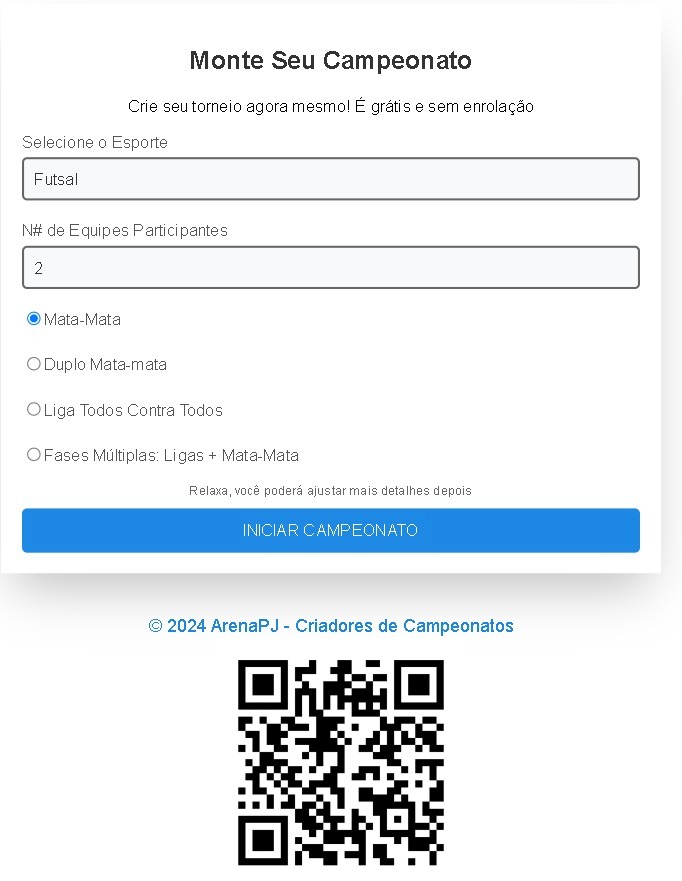 Monte Seu Campeonato
Crie seu torneio agora mesmo! É grátis e sem enrolação
Selecione o Esporte
Futsal
N# de Equipes Participantes
2
Mata-Mata
Duplo Mata-mata
Liga Todos Contra Todos
Fases Múltiplas: Ligas + Mata-Mata
Relaxa, você poderá ajustar mais detalhes depois
INICIAR CAMPEONATO
© 2024 ArenaPJ - Criadores de Campeonatos